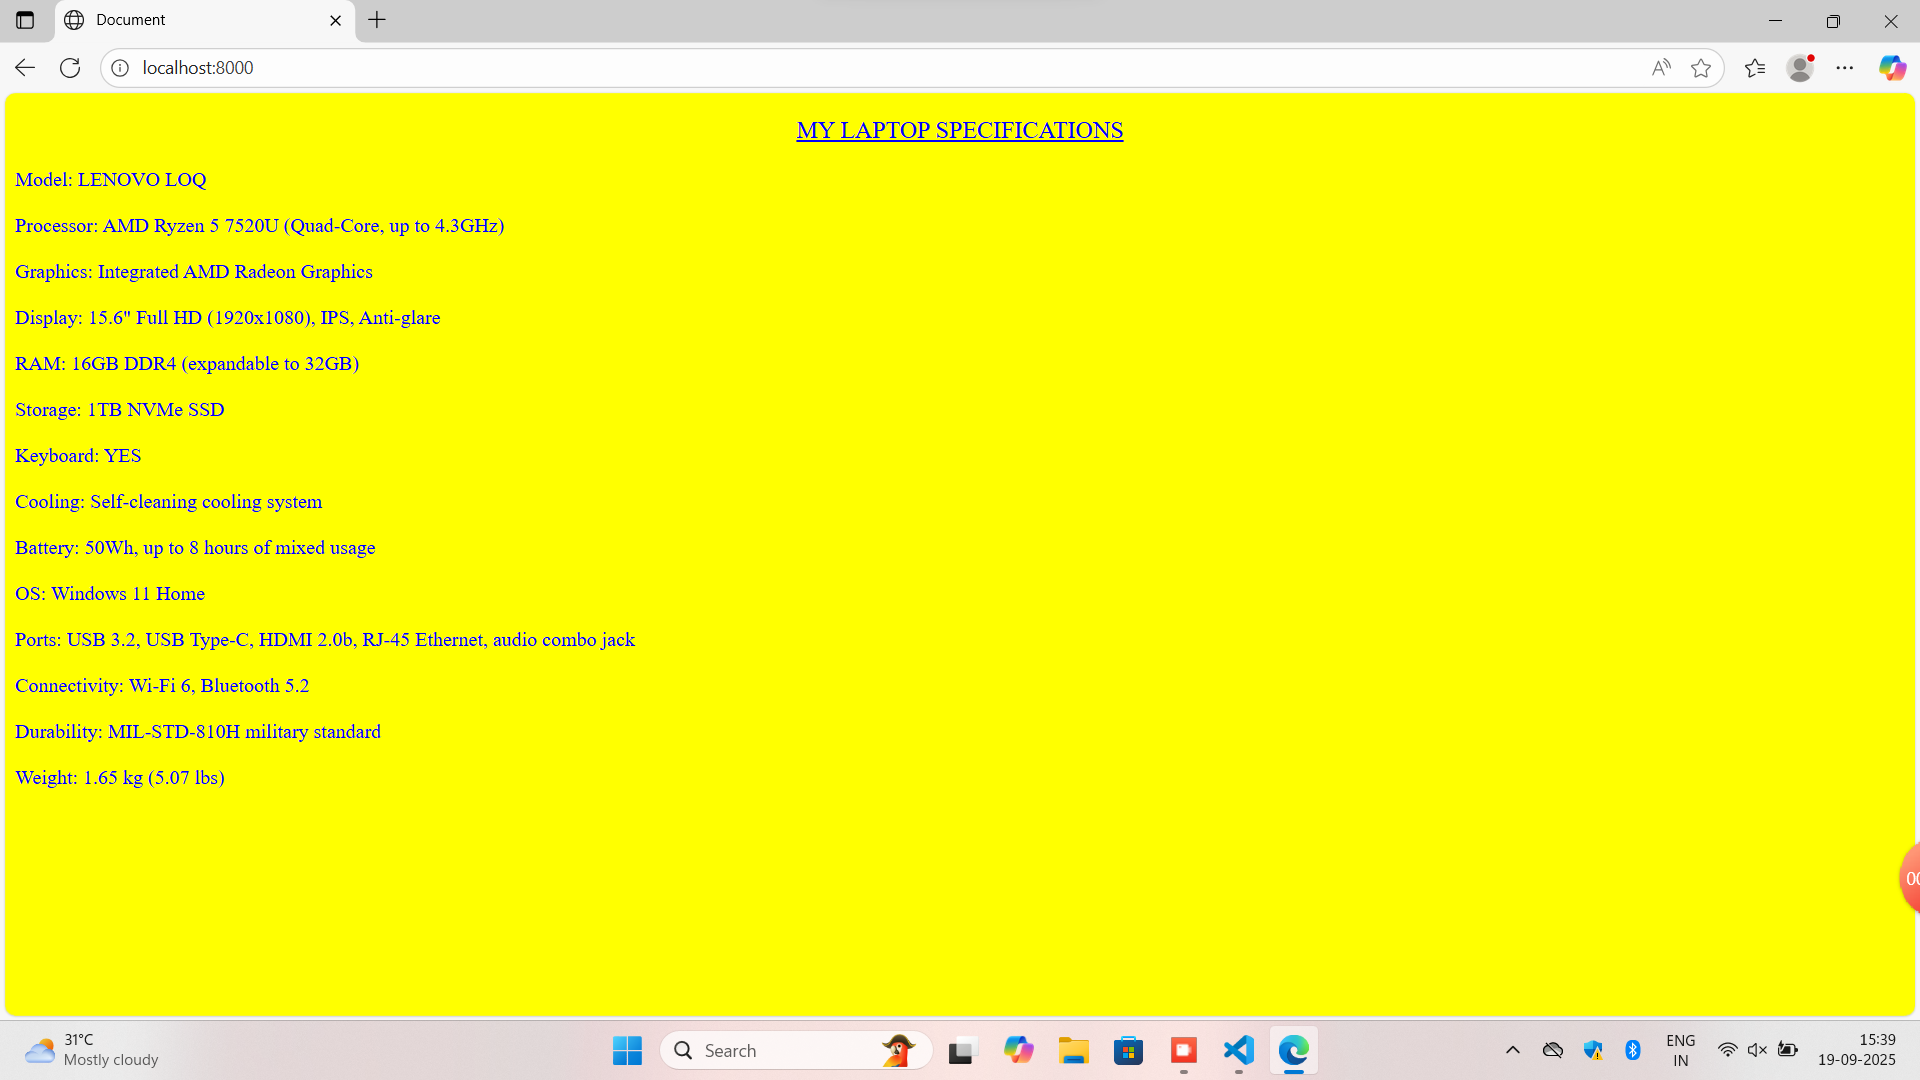 Document
localhost:8000
MY LAPTOP SPECIFICATIONS
Model: LENOVO LOQ
Processor: AMD Ryzen 5 7520U (Quad-Core, up to 4.3GHz)
Graphics: Integrated AMD Radeon Graphics
Display: 15.6" Full HD (1920x1080), IPS, Anti-glare
RAM: 16GB DDR4 (expandable to 32GB)
Storage: 1TB NVMe SSD
Keyboard: YES
Cooling: Self-cleaning cooling system
Battery: 50Wh, up to 8 hours of mixed usage
OS: Windows 11 Home
Ports: USB 3.2, USB Type-C, HDMI 2.0b, RJ-45 Ethernet, audio combo jack
Connectivity: Wi-Fi 6, Bluetooth 5.2
Durability: MIL-STD-810H military standard
Weight: 1.65 kg (5.07 lbs)
31°C
Mostly cloudy
Search
ENG
IN
15:39
19-09-2025